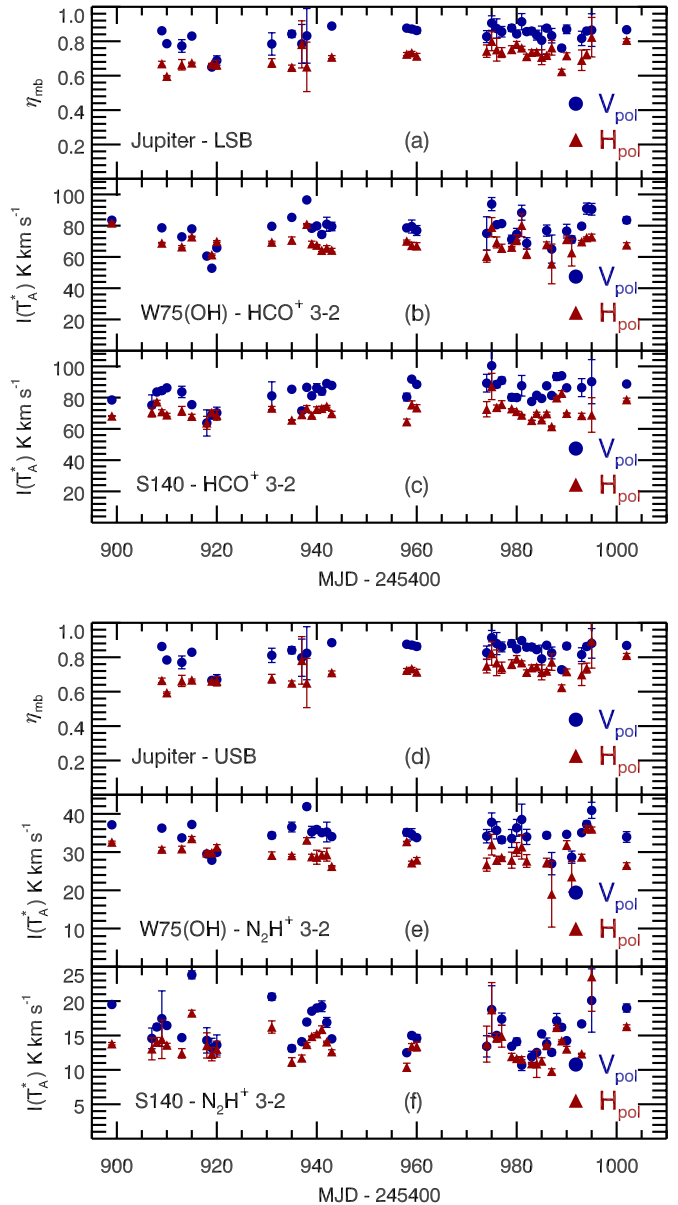 1.0
0.8
0.6
0.4
0.2
η_mb
Jupiter - LSB
(a)
V_pol
H_pol
100
80
60
40
20
I(T_A^*) K km s^-1
W75(OH) - HCO^+ 3-2
(b)
V_pol
H_pol
100
80
60
40
20
I(T_A^*) K km s^-1
S140 - HCO^+ 3-2
(c)
V_pol
H_pol
900 920 940 960 980 1000
MJD - 245400
1.0
0.8
0.6
0.4
0.2
η_mb
Jupiter - USB
(d)
V_pol
H_pol
40
30
20
10
I(T_A^*) K km s^-1
W75(OH) - N_2H^+ 3-2
(e)
V_pol
H_pol
25
20
15
10
5
I(T_A^*) K km s^-1
S140 - N_2H^+ 3-2
(f)
V_pol
H_pol
900 920 940 960 980 1000
MJD - 245400